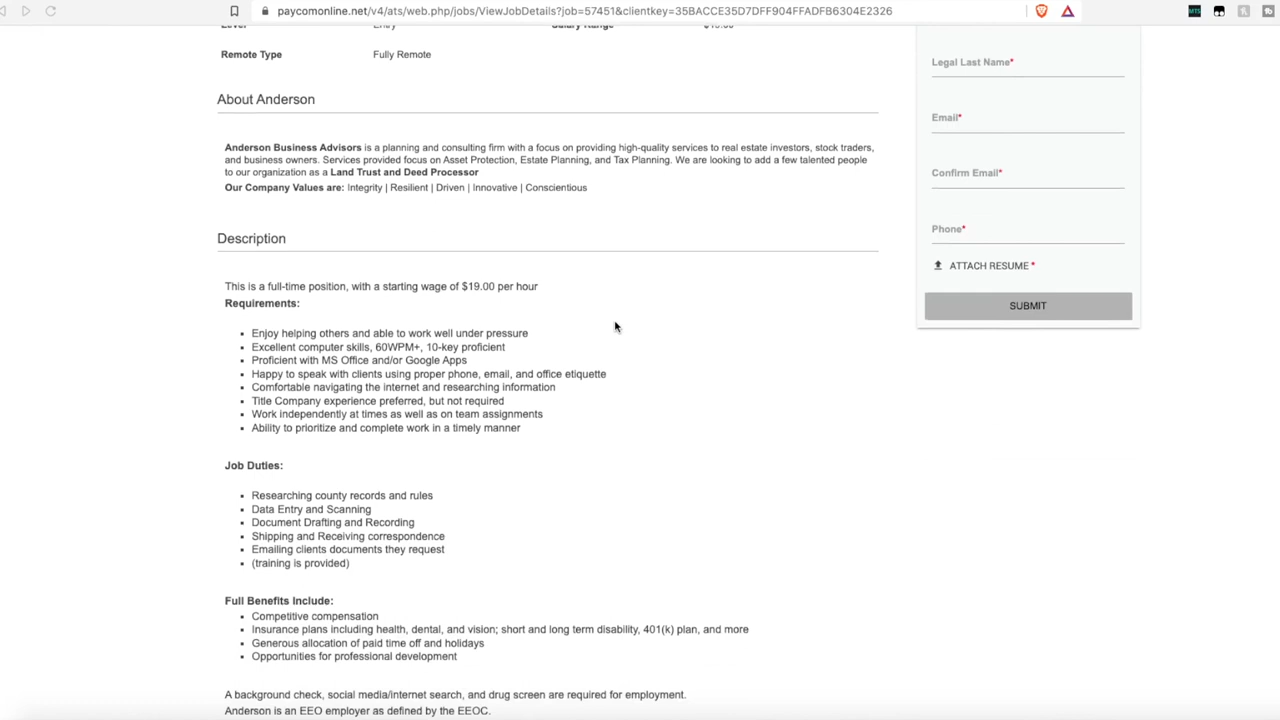 paycomonline.net/v4/ats/web.php/jobs/ViewJobDetails?job=57451&clientkey=35BACCE35D7DFF904FFADFB6304E2326
MTS
Level Entry Salary Range $19.00
Remote Type Fully Remote
About Anderson
Anderson Business Advisors is a planning and consulting firm with a focus on providing high-quality services to real estate investors, stock traders,
and business owners. Services provided focus on Asset Protection, Estate Planning, and Tax Planning. We are looking to add a few talented people
to our organization as a Land Trust and Deed Processor
Our Company Values are: Integrity | Resilient | Driven | Innovative | Conscientious
Description
This is a full-time position, with a starting wage of $19.00 per hour
Requirements:
Enjoy helping others and able to work well under pressure
Excellent computer skills, 60WPM+, 10-key proficient
Proficient with MS Office and/or Google Apps
Happy to speak with clients using proper phone, email, and office etiquette
Comfortable navigating the internet and researching information
Title Company experience preferred, but not required
Work independently at times as well as on team assignments
Ability to prioritize and complete work in a timely manner
Job Duties:
Researching county records and rules
Data Entry and Scanning
Document Drafting and Recording
Shipping and Receiving correspondence
Emailing clients documents they request
(training is provided)
Full Benefits Include:
Competitive compensation
Insurance plans including health, dental, and vision; short and long term disability, 401(k) plan, and more
Generous allocation of paid time off and holidays
Opportunities for professional development
A background check, social media/internet search, and drug screen are required for employment.
Anderson is an EEO employer as defined by the EEOC.
Legal Last Name*
Email*
Confirm Email*
Phone*
ATTACH RESUME *
SUBMIT